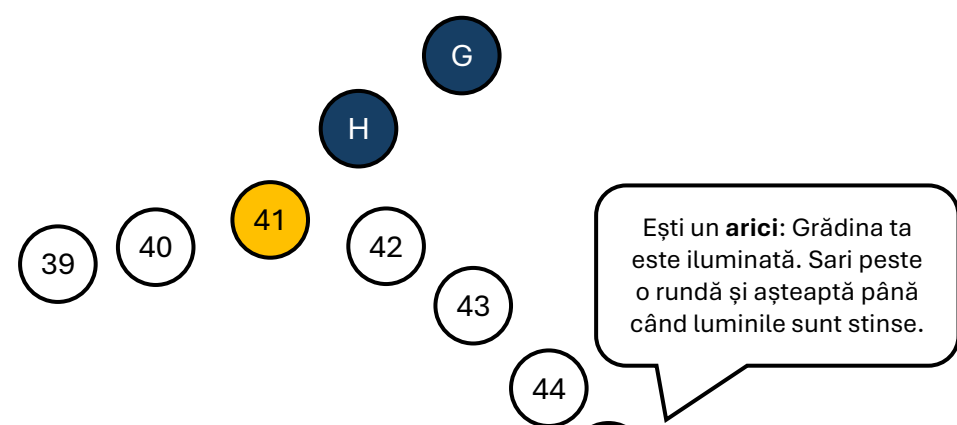 G
H
41
39
40
42
43
44
Ești un arici: Grădina ta
este iluminată. Sari peste
o rundă și așteaptă până
când luminile sunt stinse.